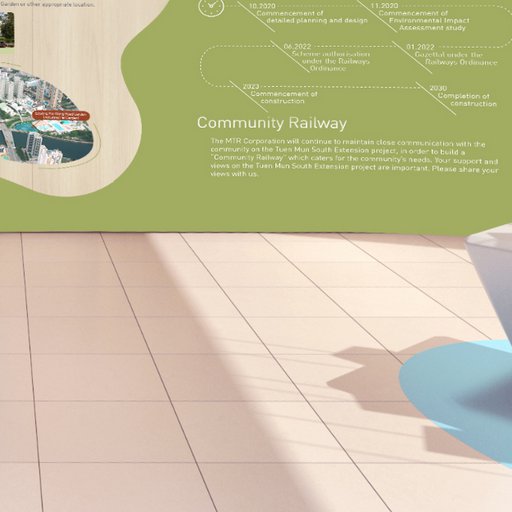 Garden or other appropriate location.
10.2020
Commencement of
detailed planning and design
11.2020
Commencement of
Environmental Impact
Assessment study
06.2022
Scheme authorisation
under the Railways
Ordinance
01.2022
Gazettal under the
Railways Ordinance
2023
Commencement of
construction
2030
Completion of
construction
Community Railway
The MTR Corporation will continue to maintain close communication with the
community on the Tuen Mun South Extension project, in order to build a
"Community Railway" which caters for the community's needs. Your support and
views on the Tuen Mun South Extension project are important. Please share your
views with us.